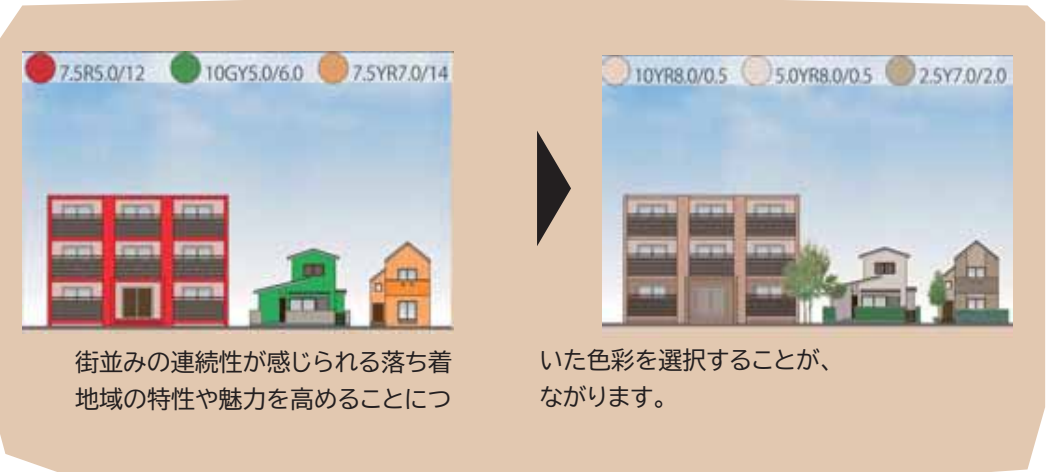 7.5R5.0/12 10GY5.0/6.0 7.5YR7.0/14
10YR8.0/0.5 5.0YR8.0/0.5 2.5Y7.0/2.0
街並みの連続性が感じられる落ち着いた色彩を選択することが、
地域の特性や魅力を高めることにつながります。